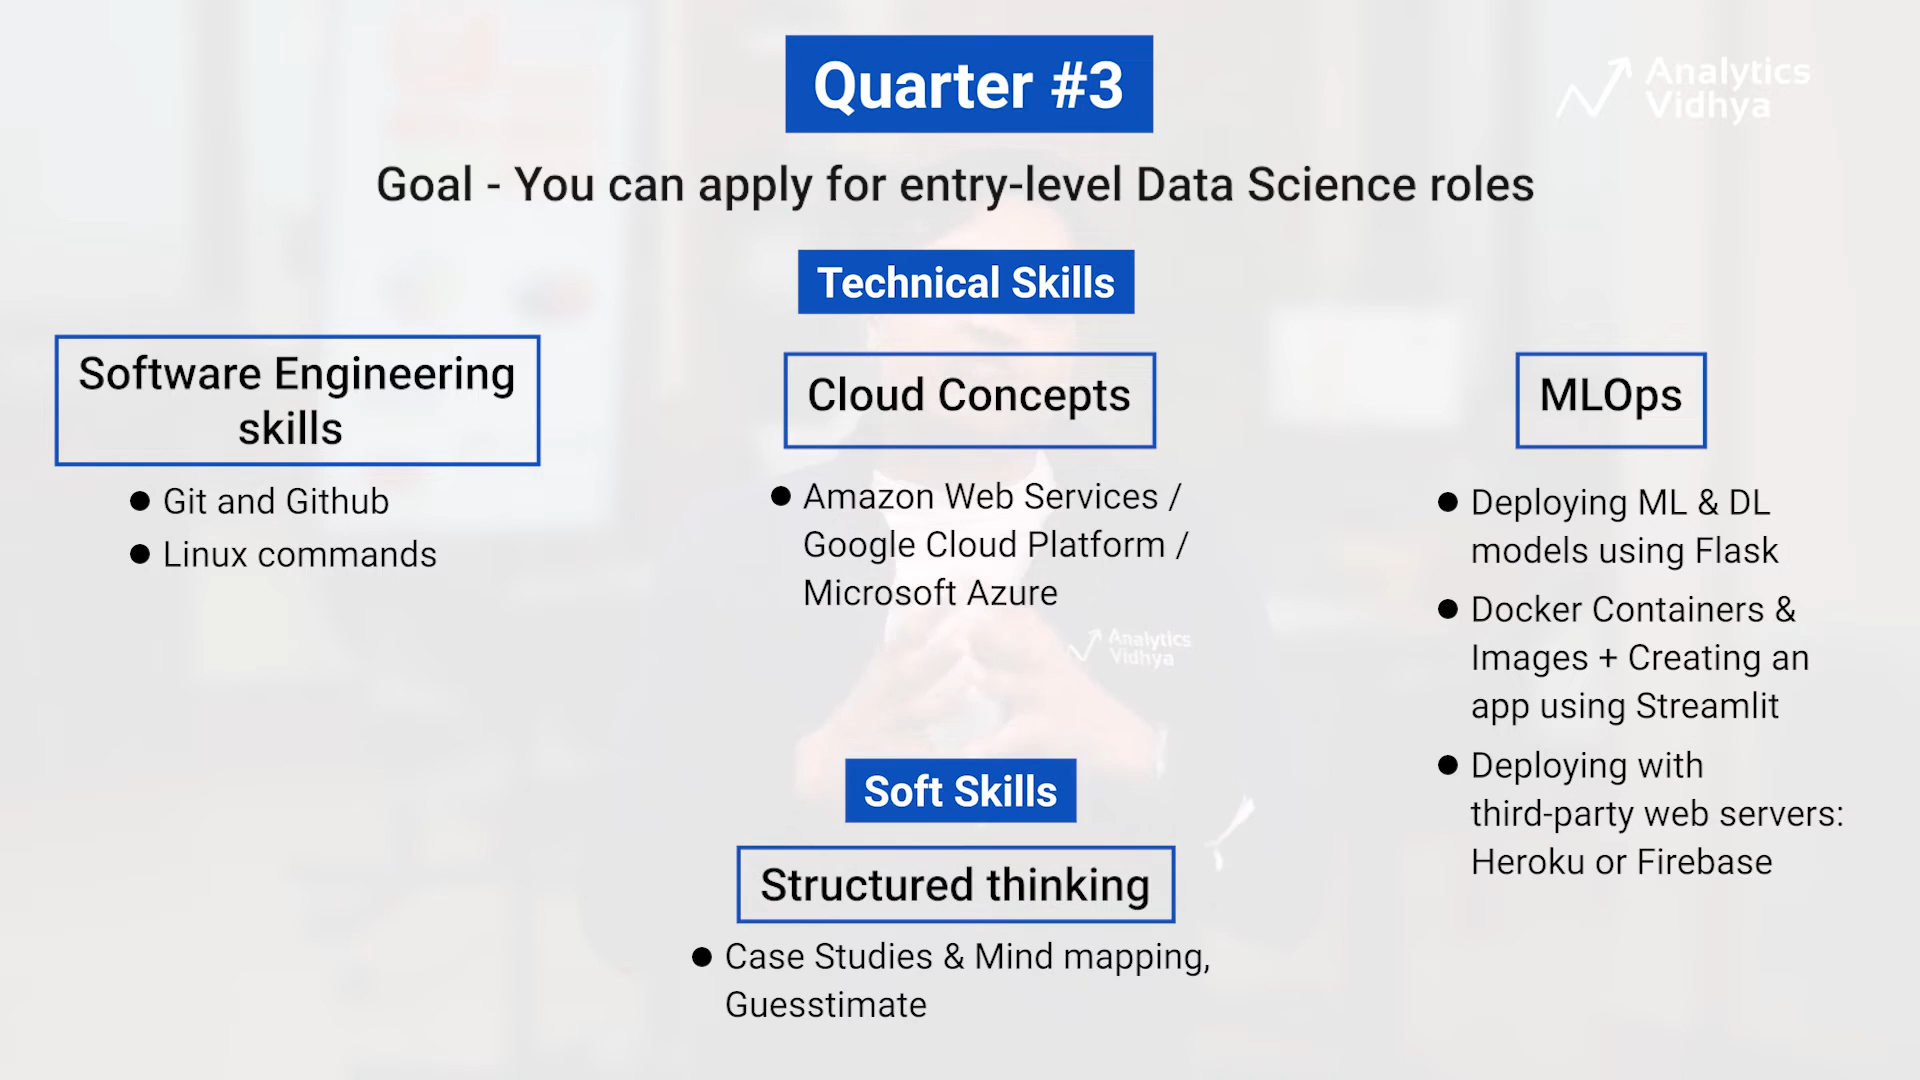 Quarter #3
Analytics
Vidhya
Goal - You can apply for entry-level Data Science roles
Technical Skills
Software Engineering
skills
● Git and Github
● Linux commands
Cloud Concepts
● Amazon Web Services /
Google Cloud Platform /
Microsoft Azure
MLOps
● Deploying ML & DL
models using Flask
● Docker Containers &
Images + Creating an
app using Streamlit
● Deploying with
third-party web servers:
Heroku or Firebase
Analytics
Vidhya
Soft Skills
Structured thinking
● Case Studies & Mind mapping,
Guesstimate